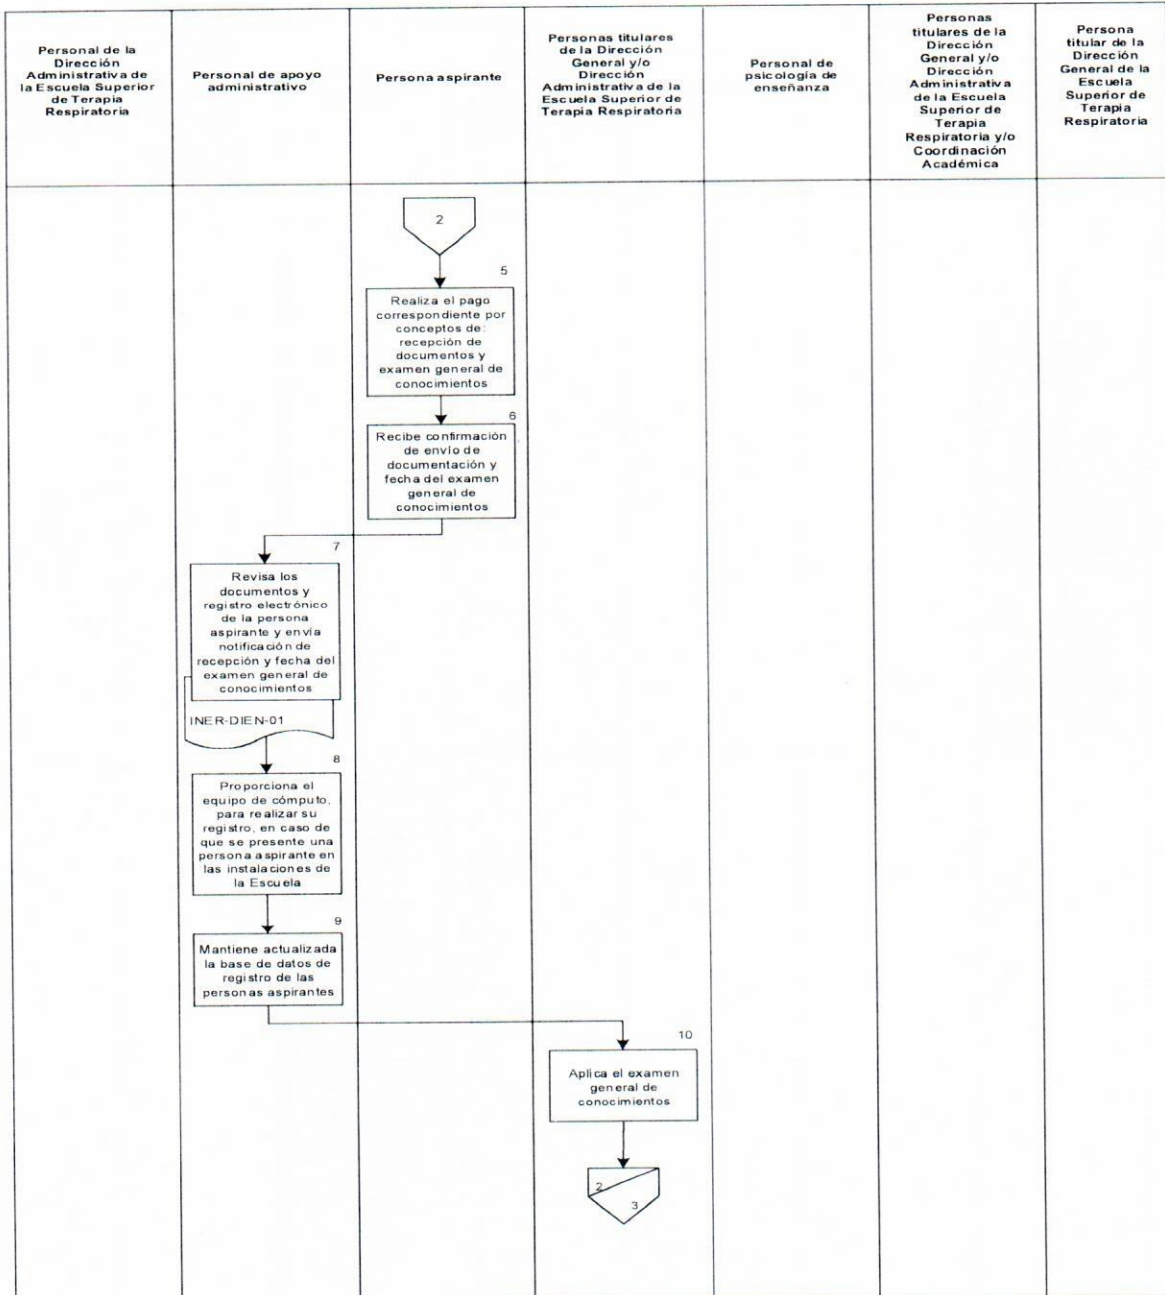 Personal de la
Dirección
Administrativa de
la Escuela Superior
de Terapia
Respiratoria
Personal de apoyo
administrativo
Persona aspirante
Personas titulares
de la Dirección
General y/o
Dirección
Administrativa de la
Escuela Superior de
Terapia Respiratoria
Personal de
psicología de
enseñanza
Personas
titulares de la
Dirección
General y/o
Dirección
Administrativa
de la Escuela
Superior de
Terapia
Respiratoria y/o
Coordinación
Académica
Persona
titular de la
Dirección
General de la
Escuela
Superior de
Terapia
Respiratoria
2
5
Realiza el pago
correspondiente por
conceptos de:
recepción de
documentos y
examen general de
conocimientos
6
Recibe confirmación
de envío de
documentación y
fecha del examen
general de
conocimientos
7
Revisa los
documentos y
registro electrónico
de la persona
aspirante y envía
notificación de
recepción y fecha del
examen general de
conocimientos
INER-DIEN-01
8
Proporciona el
equipo de cómputo,
para realizar su
registro, en caso de
que se presente una
persona aspirante en
las instalaciones de
la Escuela
9
Mantiene actualizada
la base de datos de
registro de las
personas aspirantes
10
Aplica el examen
general de
conocimientos
2
3